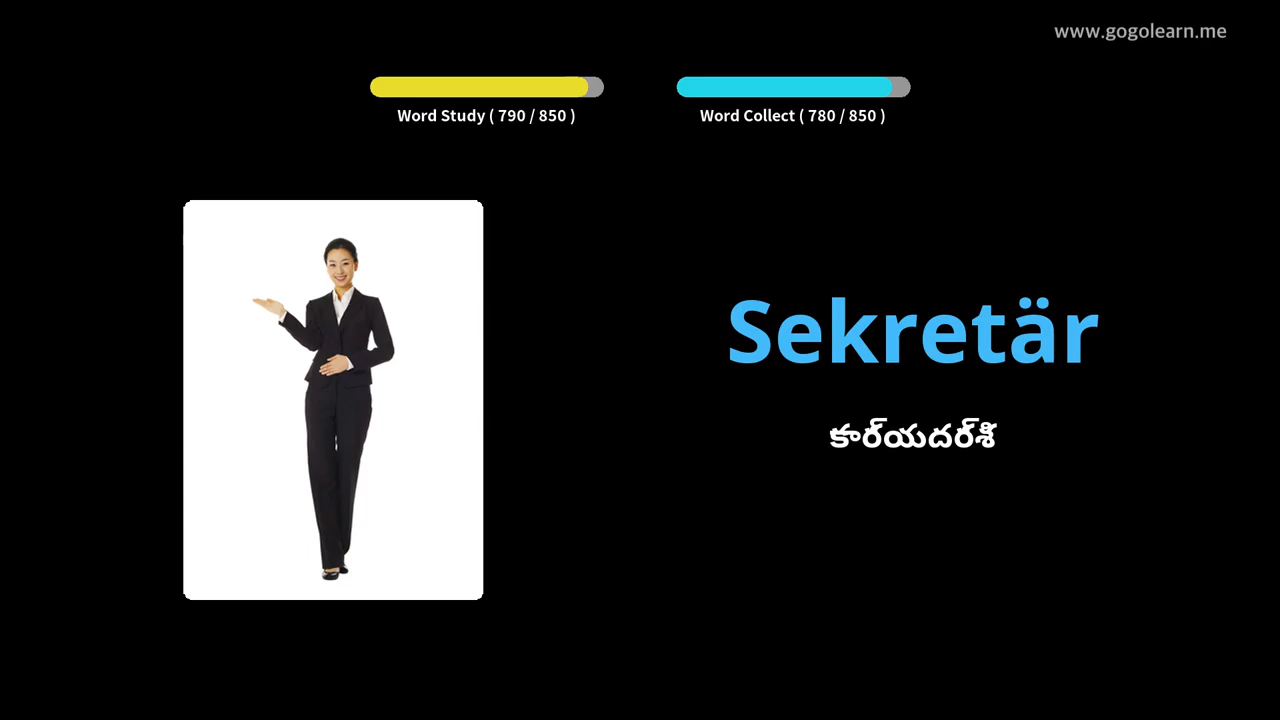 www.gogolearn.me
Word Study ( 790 / 850 )
Word Collect ( 780 / 850 )
Sekretär
కార్యదర్శి